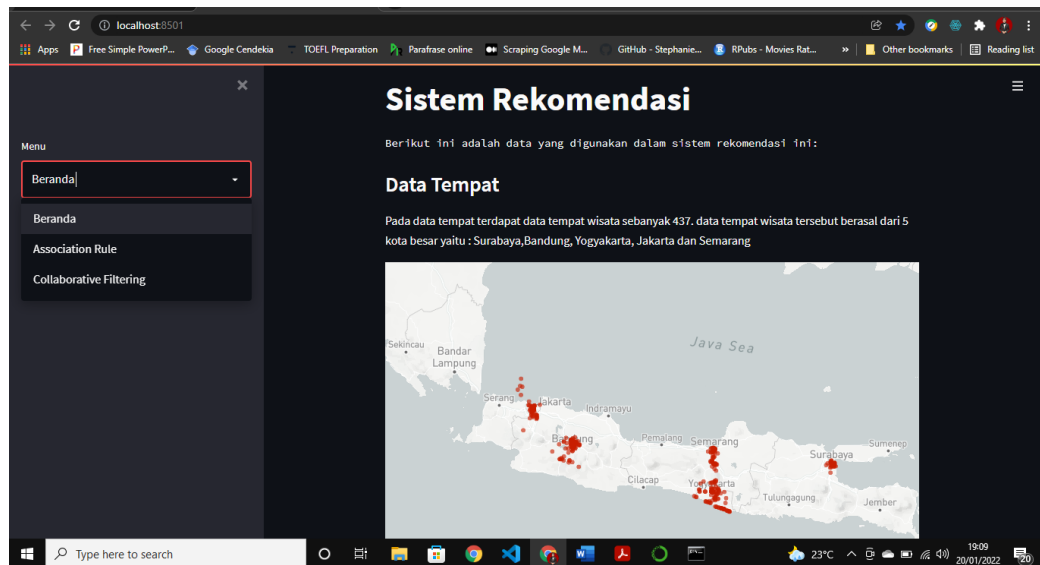 localhost:8501
Apps
Free Simple PowerP...
Google Cendekia
TOEFL Preparation
Parafrase online
Scraping Google M...
GitHub - Stephanie...
RPubs - Movies Rat...
»
Other bookmarks
Reading list
Menu
Beranda
Beranda
Association Rule
Collaborative Filtering
Sistem Rekomendasi
Berikut ini adalah data yang digunakan dalam sistem rekomendasi ini:
Data Tempat
Pada data tempat terdapat data tempat wisata sebanyak 437. data tempat wisata tersebut berasal dari 5
kota besar yaitu : Surabaya,Bandung, Yogyakarta, Jakarta dan Semarang
Java Sea
Sekincau
Bandar
Lampung
Serang
Jakarta
Indramayu
Bandung
Pemalang
Semarang
Sumenep
Surabaya
Cilacap
Yogyakarta
Tulungagung
Jember
Type here to search
23°C
19:09
20/01/2022
20